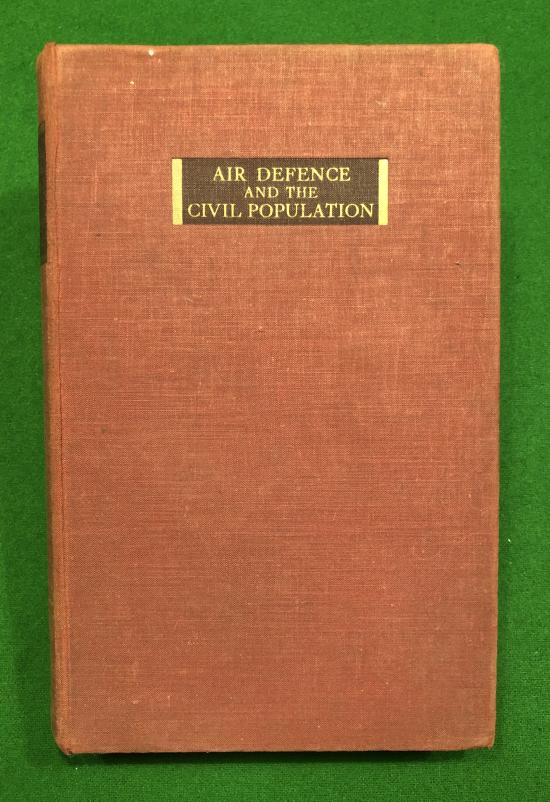 AIR DEFENCE
AND THE
CIVIL POPULATION